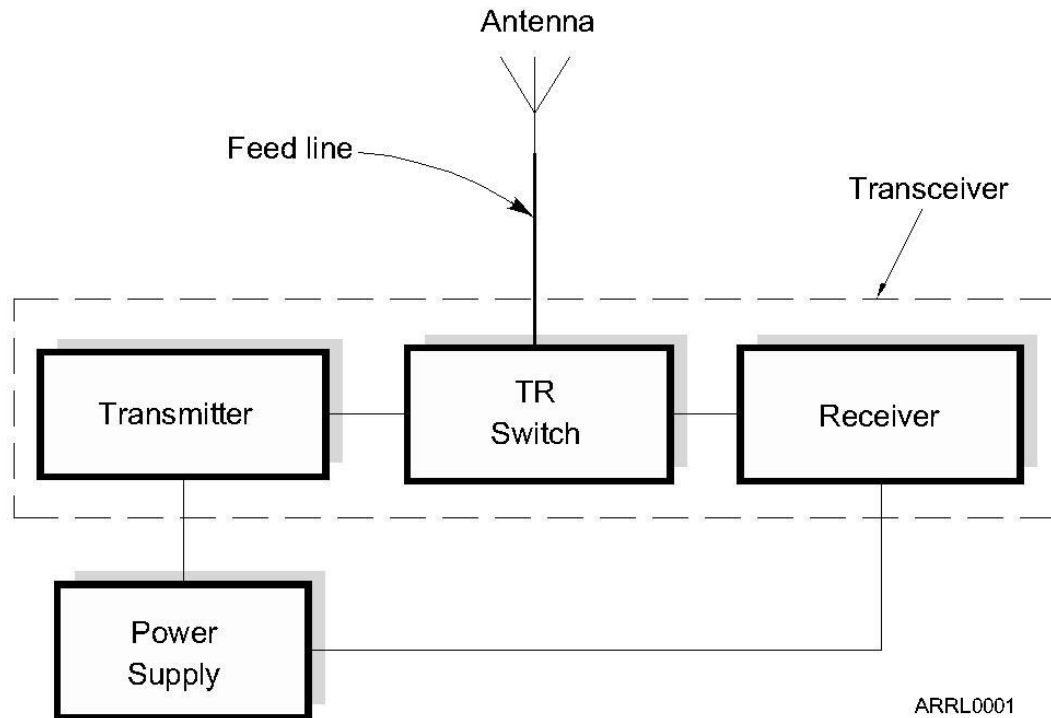 Antenna
Feed line
Transceiver
Transmitter
TR
Switch
Receiver
Power
Supply
ARRL0001